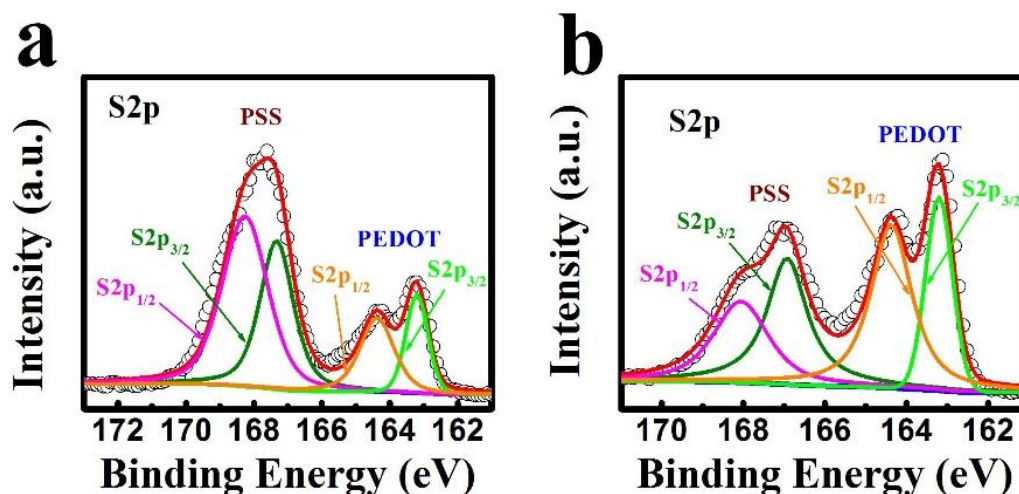 a
S2p
PSS
PEDOT
S2p3/2
S2p1/2
S2p1/2
S2p3/2
Intensity (a.u.)
172 170 168 166 164 162
Binding Energy (eV)
b
S2p
PEDOT
PSS
S2p1/2
S2p3/2
S2p3/2
S2p1/2
Intensity (a.u.)
170 168 165 163 162
Binding Energy (eV)